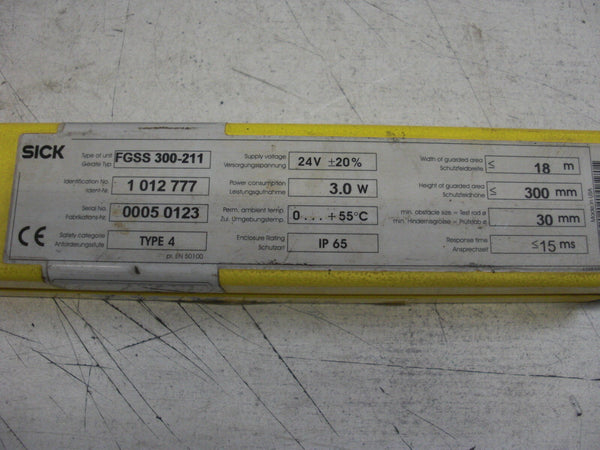 SICK
Type of unit
Geräte Typ
FGSS 300-211
Identification No.
Ident-Nr.
1 012 777
Serial No.
Fabrikations-Nr.
0005 0123
CE
Safety category
Anforderungsstufe
TYPE 4
pr. EN 50100
Supply voltage
Versorgungsspannung
24V ±20%
Power consumption
Leistungsaufnahme
3.0 W
Perm. ambient temp.
Zul. Umgebungstemp.
0 . . . +55°C
Enclosure Rating
Schutzart
IP 65
Width of guarded area
Schutzfeldbreite
≤ 18 m
Height of guarded area
Schutzfeldhöhe
≤ 300 mm
min. obstacle size = Test rod ø
min. Hindernisgrösse = Prüfstab ø
30 mm
Response time
Ansprechzeit
≤15 ms
Made in USA